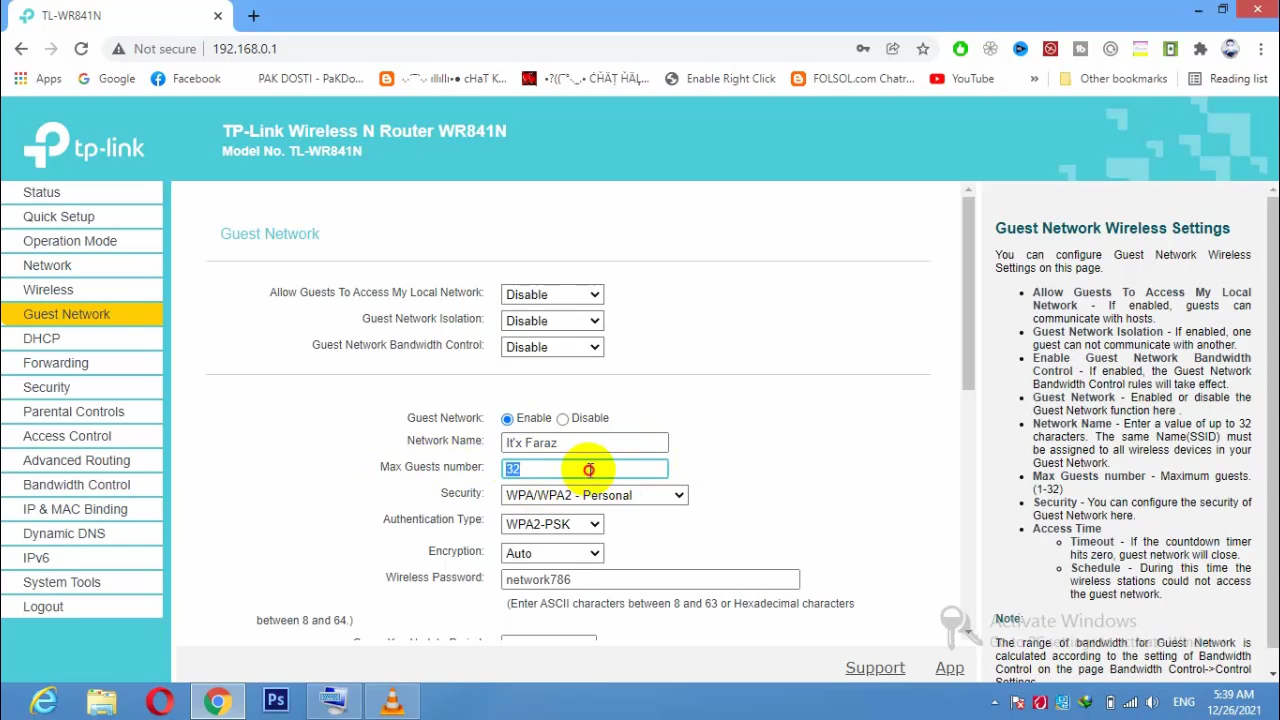 TL-WR841N
Not secure
192.168.0.1
Apps
Google
Facebook
PAK DOSTI - PaKDo...
YouTube
Enable Right Click
FOLSOL.com Chatr...
Other bookmarks
Reading list
tp-link
TP-Link Wireless N Router WR841N
Model No. TL-WR841N
Status
Quick Setup
Operation Mode
Network
Wireless
Guest Network
DHCP
Forwarding
Security
Parental Controls
Access Control
Advanced Routing
Bandwidth Control
IP & MAC Binding
Dynamic DNS
IPv6
System Tools
Logout
Guest Network
Allow Guests To Access My Local Network: Disable
Guest Network Isolation: Disable
Guest Network Bandwidth Control: Disable
Guest Network: Enable Disable
Network Name: It'x Faraz
Max Guests number: 32
Security: WPA/WPA2 - Personal
Authentication Type: WPA2-PSK
Encryption: Auto
Wireless Password: network786
(Enter ASCII characters between 8 and 63 or Hexadecimal characters
between 8 and 64.)
Support App
Guest Network Wireless Settings
You can configure Guest Network Wireless
Settings on this page.
Allow Guests To Access My Local
Network - If enabled, guests can
communicate with hosts.
Guest Network Isolation - If enabled, one
guest can not communicate with another.
Enable Guest Network Bandwidth
Control - If enabled, the Guest Network
Bandwidth Control rules will take effect.
Guest Network - Enabled or disabled the
Guest Network function here .
Network Name - Enter a value of up to 32
characters. The same Name(SSID) must
be assigned to all wireless devices in your
Guest Network.
Max Guests number - Maximum guests.
(1-32)
Security - You can configure the security of
Guest Network here.
Access Time
Timeout - If the countdown timer
hits zero, guest network will close.
Schedule - During this time the
wireless stations could not access
the guest network.
Note:
Activate Windows
The range of bandwidth for Guest Network is
calculated according to the setting of Bandwidth
Control on the page Bandwidth Control->Control
Settings.
Ps
ENG
5:39 AM
12/26/2021